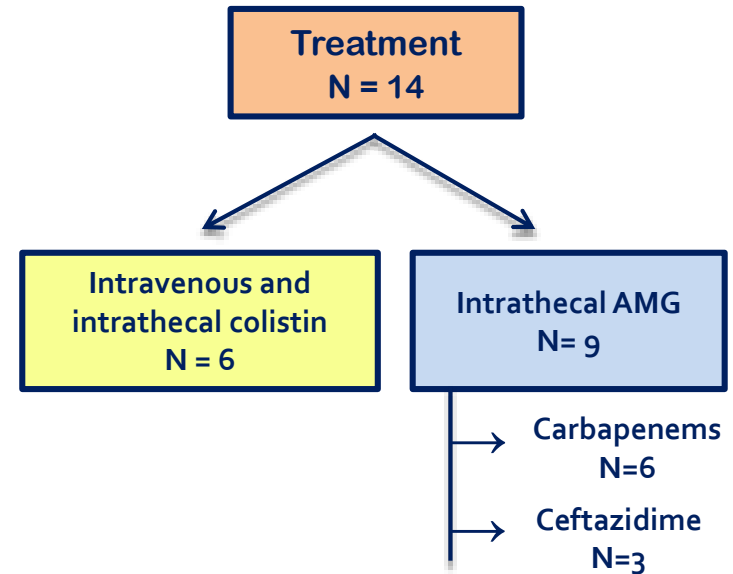 Treatment
N = 14
Intravenous and
intrathecal colistin
N = 6
Intrathecal AMG
N= 9
Carbapenems
N=6
Ceftazidime
N=3